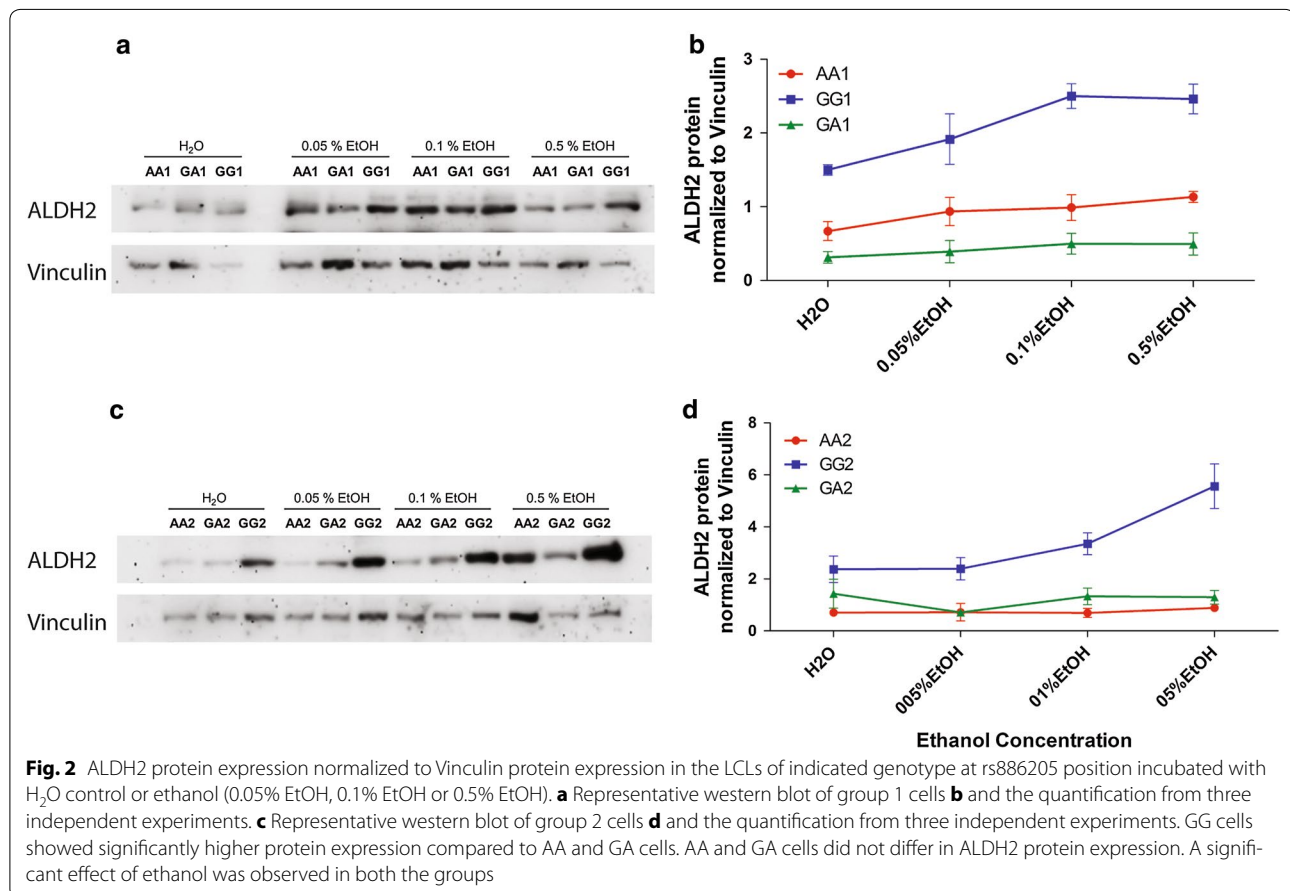 a
H₂O 0.05 % EtOH 0.1 % EtOH 0.5 % EtOH
AA1 GA1 GG1 AA1 GA1 GG1 AA1 GA1 GG1 AA1 GA1 GG1
ALDH2
Vinculin
b
AA1
GG1
GA1
ALDH2 protein
normalized to Vinculin
3
2
1
0
H2O
0.05%EtOH
0.1%EtOH
0.5%EtOH
c
H₂O 0.05 % EtOH 0.1 % EtOH 0.5 % EtOH
AA2 GA2 GG2 AA2 GA2 GG2 AA2 GA2 GG2 AA2 GA2 GG2
ALDH2
Vinculin
d
AA2
GG2
GA2
ALDH2 protein
normalized to Vinculin
8
6
4
2
0
H2O
005%EtOH
01%EtOH
05%EtOH
Ethanol Concentration
Fig. 2 ALDH2 protein expression normalized to Vinculin protein expression in the LCLs of indicated genotype at rs886205 position incubated with
H₂O control or ethanol (0.05% EtOH, 0.1% EtOH or 0.5% EtOH). a Representative western blot of group 1 cells b and the quantification from three
independent experiments. c Representative western blot of group 2 cells d and the quantification from three independent experiments. GG cells
showed significantly higher protein expression compared to AA and GA cells. AA and GA cells did not differ in ALDH2 protein expression. A signifi-
cant effect of ethanol was observed in both the groups